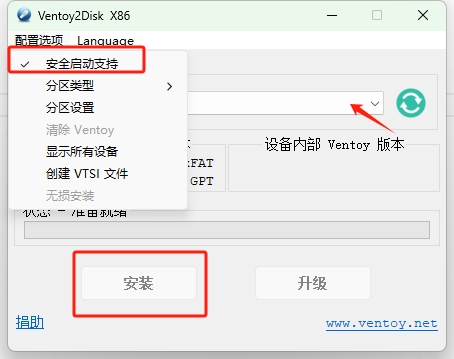 Ventoy2Disk X86
配置选项 Language
安全启动支持
分区类型
分区设置
清除 Ventoy
显示所有设备
创建 VTSI 文件
无损安装
设备内部 Ventoy 版本
FAT
GPT
状态 - 准备就绪
安装 升级
捐助 www.ventoy.net